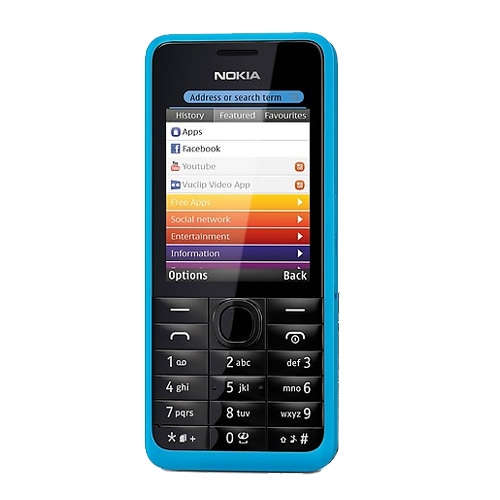 NOKIA
Address or search term
History Featured Favourites
Apps
Facebook
Youtube
Vuclip Video App
Free Apps
Social network
Entertainment
Information
Options Back
1 2 abc def 3
4 ghi 5 jkl mno 6
7 pqrs 8 tuv wxyz 9
* + 0 #